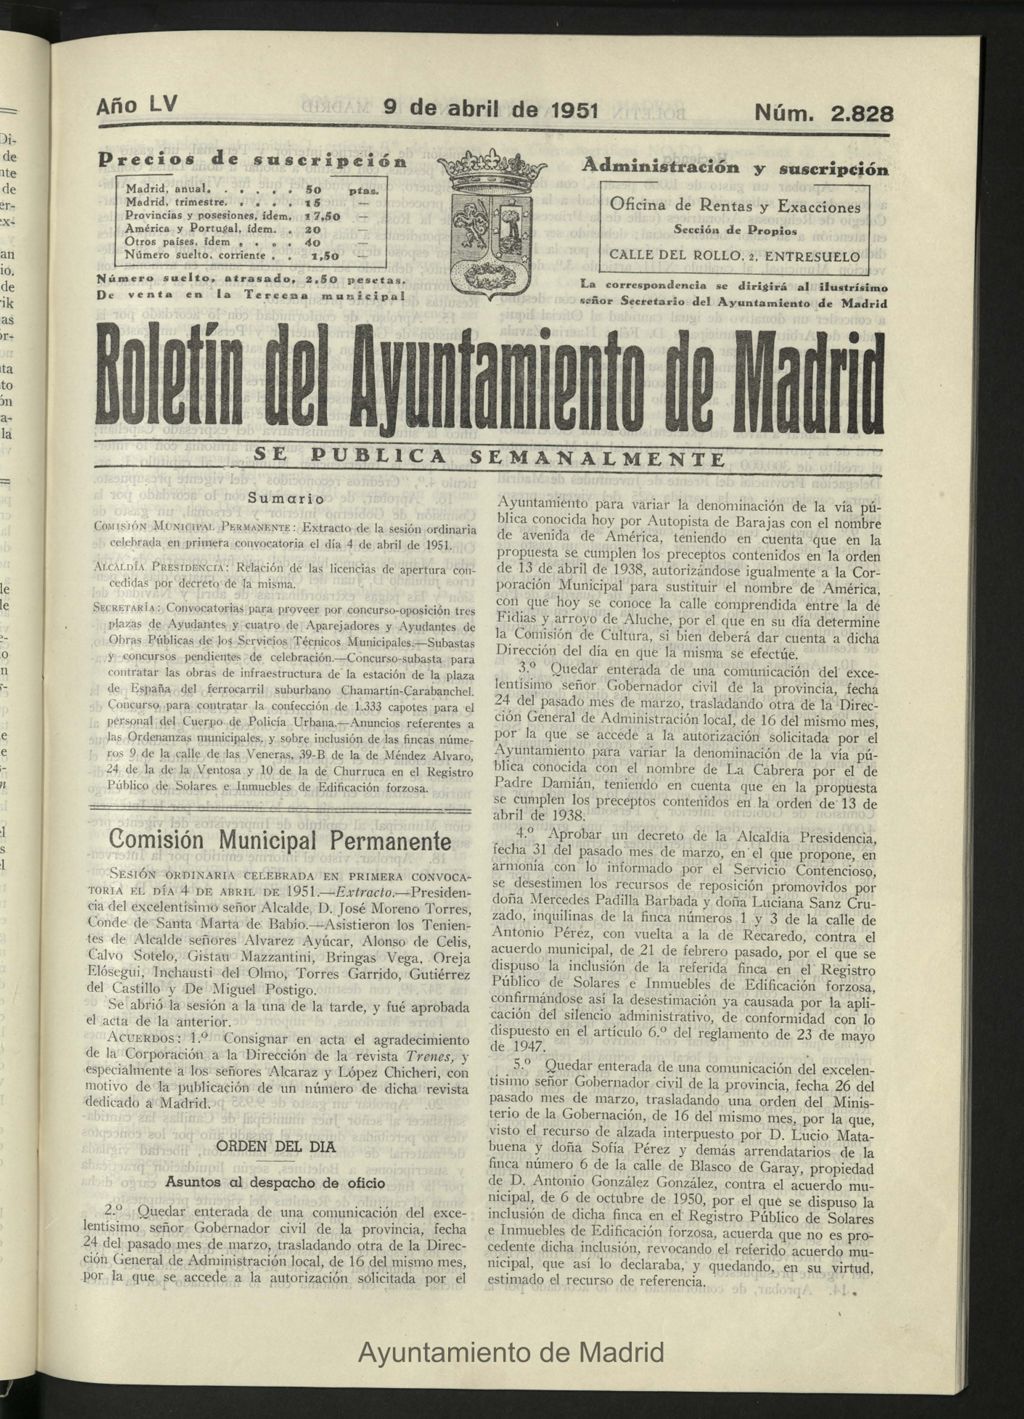 Año LV
9 de abril de 1951
Núm. 2.828
Precios de suscripción
Madrid, anual. . . . . . 50 ptas.
Madrid, trimestre. . . . . 15 —
Provincias y posesiones, ídem. 17,50 —
América y Portugal, ídem. . 20 —
Otros países, ídem . . . . 40 —
Número suelto, corriente . . 1,50 —
Número suelto, atrasado, 2,50 pesetas.
De venta en la Tercena municipal
Administración y suscripción
Oficina de Rentas y Exacciones
Sección de Propios
CALLE DEL ROLLO, 2, ENTRESUELO
La correspondencia se dirigirá al ilustrísimo
señor Secretario del Ayuntamiento de Madrid
Boletín del Ayuntamiento de Madrid
SE PUBLICA SEMANALMENTE
Sumario
COMISIÓN MUNICIPAL PERMANENTE: Extracto de la sesión ordinaria
celebrada en primera convocatoria el día 4 de abril de 1951.
ALCALDÍA PRESIDENCIA: Relación de las licencias de apertura con-
cedidas por decreto de la misma.
SECRETARÍA: Convocatorias para proveer por concurso-oposición tres
plazas de Ayudantes y cuatro de Aparejadores y Ayudantes de
Obras Públicas de los Servicios Técnicos Municipales.—Subastas
y concursos pendientes de celebración.—Concurso-subasta para
contratar las obras de infraestructura de la estación de la plaza
de España del ferrocarril suburbano Chamartín-Carabanchel.
Concurso para contratar la confección de 1.333 capotes para el
personal del Cuerpo de Policía Urbana.—Anuncios referentes a
las Ordenanzas municipales, y sobre inclusión de las fincas núme-
ros 9 de la calle de las Veneras, 39-B de la de Méndez Alvaro,
24 de la de la Ventosa y 10 de la de Churruca en el Registro
Público de Solares e Inmuebles de Edificación forzosa.
Comisión Municipal Permanente
SESIÓN ORDINARIA CELEBRADA EN PRIMERA CONVOCA-
TORIA EL DÍA 4 DE ABRIL DE 1951.—Extracto.—Presiden-
cia del excelentísimo señor Alcalde, D. José Moreno Torres,
Conde de Santa Marta de Babío.—Asistieron los Tenien-
tes de Alcalde señores Alvarez Ayúcar, Alonso de Celis,
Calvo Sotelo, Gistau Mazzantini, Bringas Vega, Oreja
Elósegui, Inchausti del Olmo, Torres Garrido, Gutiérrez
del Castillo y De Miguel Postigo.
Se abrió la sesión a la una de la tarde, y fué aprobada
el acta de la anterior.
ACUERDOS: 1.º Consignar en acta el agradecimiento
de la Corporación a la Dirección de la revista Trenes, y
especialmente a los señores Alcaraz y López Chicheri, con
motivo de la publicación de un número de dicha revista
dedicado a Madrid.
ORDEN DEL DIA
Asuntos al despacho de oficio
2.º Quedar enterada de una comunicación del exce-
lentísimo señor Gobernador civil de la provincia, fecha
24 del pasado mes de marzo, trasladando otra de la Direc-
ción General de Administración local, de 16 del mismo mes,
por la que se accede a la autorización solicitada por el
Ayuntamiento para variar la denominación de la vía pú-
blica conocida hoy por Autopista de Barajas con el nombre
de avenida de América, teniendo en cuenta que en la
propuesta se cumplen los preceptos contenidos en la orden
de 13 de abril de 1938, autorizándose igualmente a la Cor-
poración Municipal para sustituir el nombre de América,
con que hoy se conoce la calle comprendida entre la de
Fidias y arroyo de Aluche, por el que en su día determine
la Comisión de Cultura, si bien deberá dar cuenta a dicha
Dirección del día en que la misma se efectúe.
3.º Quedar enterada de una comunicación del exce-
lentísimo señor Gobernador civil de la provincia, fecha
24 del pasado mes de marzo, trasladando otra de la Direc-
ción General de Administración local, de 16 del mismo mes,
por la que se accede a la autorización solicitada por el
Ayuntamiento para variar la denominación de la vía pú-
blica conocida con el nombre de La Cabrera por el de
Padre Damián, teniendo en cuenta que en la propuesta
se cumplen los preceptos contenidos en la orden de 13 de
abril de 1938.
4.º Aprobar un decreto de la Alcaldía Presidencia,
fecha 31 del pasado mes de marzo, en el que propone, en
armonía con lo informado por el Servicio Contencioso,
se desestimen los recursos de reposición promovidos por
doña Mercedes Padilla Barbada y doña Luciana Sanz Cru-
zado, inquilinas de la finca números 1 y 3 de la calle de
Antonio Pérez, con vuelta a la de Recaredo, contra el
acuerdo municipal, de 21 de febrero pasado, por el que se
dispuso la inclusión de la referida finca en el Registro
Público de Solares e Inmuebles de Edificación forzosa,
confirmándose así la desestimación ya causada por la apli-
cación del silencio administrativo, de conformidad con lo
dispuesto en el artículo 6.º del reglamento de 23 de mayo
de 1947.
5.º Quedar enterada de una comunicación del excelen-
tísimo señor Gobernador civil de la provincia, fecha 26 del
pasado mes de marzo, trasladando una orden del Minis-
terio de la Gobernación, de 16 del mismo mes, por la que,
visto el recurso de alzada interpuesto por D. Lucio Mata-
buena y doña Sofía Pérez y demás arrendatarios de la
finca número 6 de la calle de Blasco de Garay, propiedad
de D. Antonio González González, contra el acuerdo mu-
nicipal, de 6 de octubre de 1950, por el que se dispuso la
inclusión de dicha finca en el Registro Público de Solares
e Inmuebles de Edificación forzosa, acuerda que no es pro-
cedente dicha inclusión, revocando el referido acuerdo mu-
nicipal, que así lo declaraba, y quedando, en su virtud,
estimado el recurso de referencia.
Ayuntamiento de Madrid